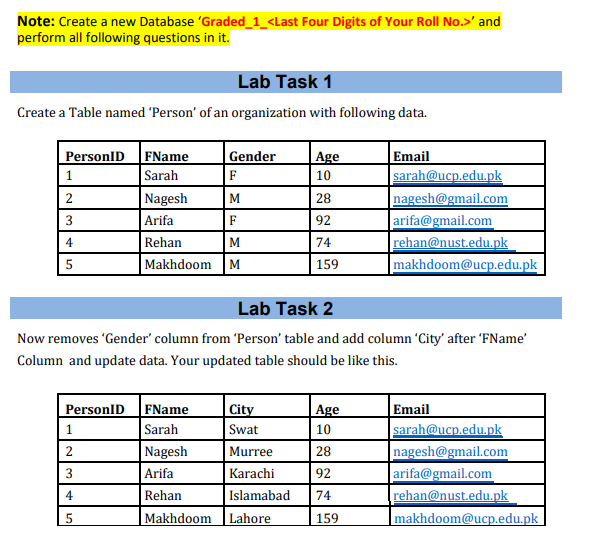 Note: Create a new Database ‘Graded_1_<Last Four Digits of Your Roll No.>’ and
perform all following questions in it.
Lab Task 1
Create a Table named ‘Person’ of an organization with following data.
PersonID FName Gender Age Email
1 Sarah F 10 sarah@ucp.edu.pk
2 Nagesh M 28 nagesh@gmail.com
3 Arifa F 92 arifa@gmail.com
4 Rehan M 74 rehan@nust.edu.pk
5 Makhdoom M 159 makhdoom@ucp.edu.pk
Lab Task 2
Now removes ‘Gender’ column from ‘Person’ table and add column ‘City’ after ‘FName’
Column and update data. Your updated table should be like this.
PersonID FName City Age Email
1 Sarah Swat 10 sarah@ucp.edu.pk
2 Nagesh Murree 28 nagesh@gmail.com
3 Arifa Karachi 92 arifa@gmail.com
4 Rehan Islamabad 74 rehan@nust.edu.pk
5 Makhdoom Lahore 159 makhdoom@ucp.edu.pk